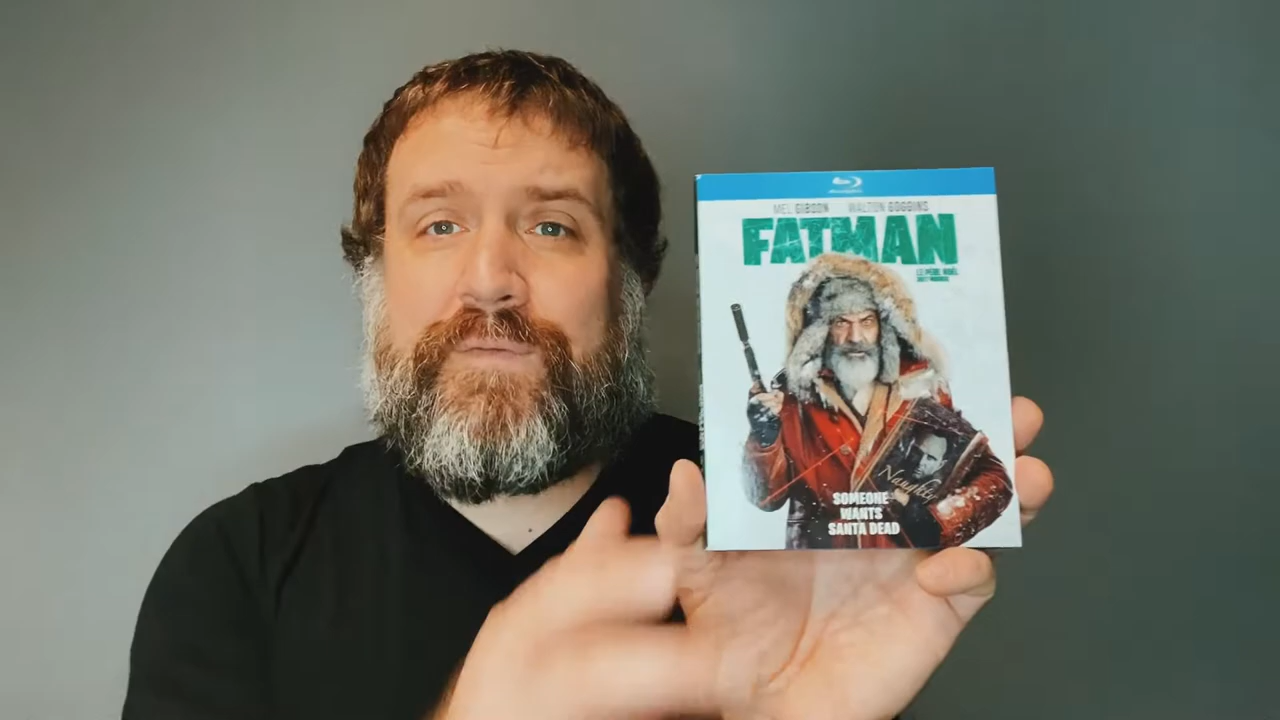 MEL GIBSON WALTON GOGGINS
FATMAN
LE PÈRE NOËL
Naughty
SOMEONE
WANTS
SANTA DEAD